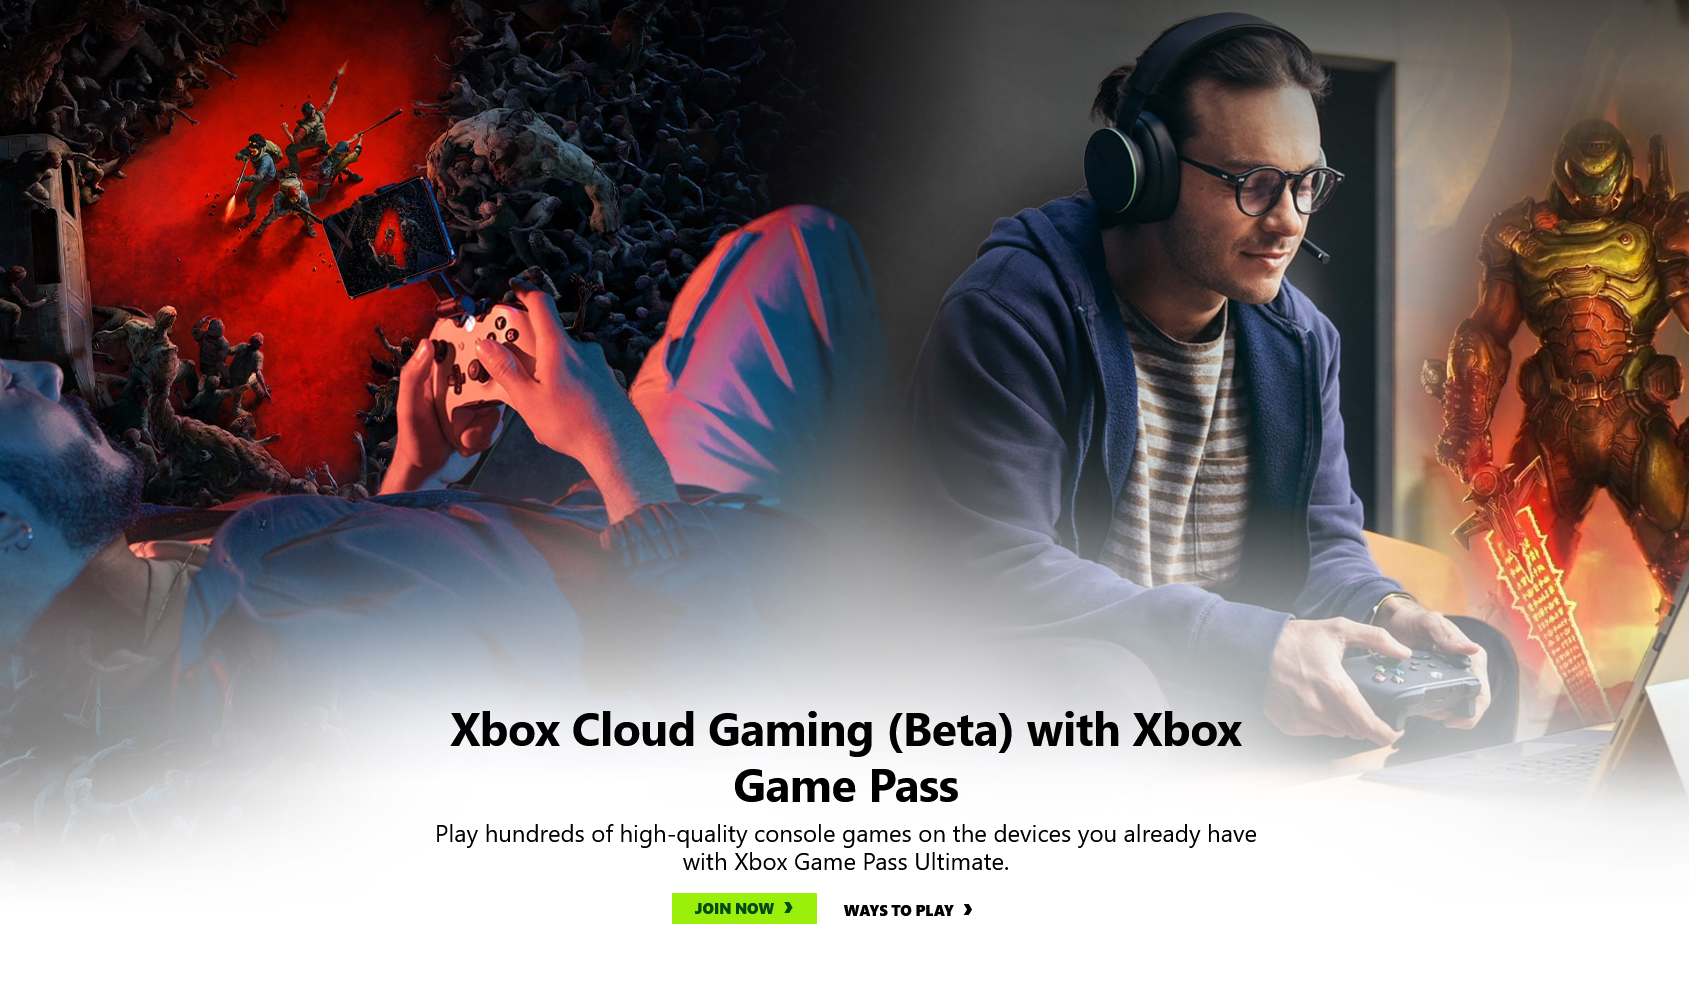 Xbox Cloud Gaming (Beta) with Xbox
Game Pass
Play hundreds of high-quality console games on the devices you already have
with Xbox Game Pass Ultimate.
JOIN NOW ❯
WAYS TO PLAY ❯